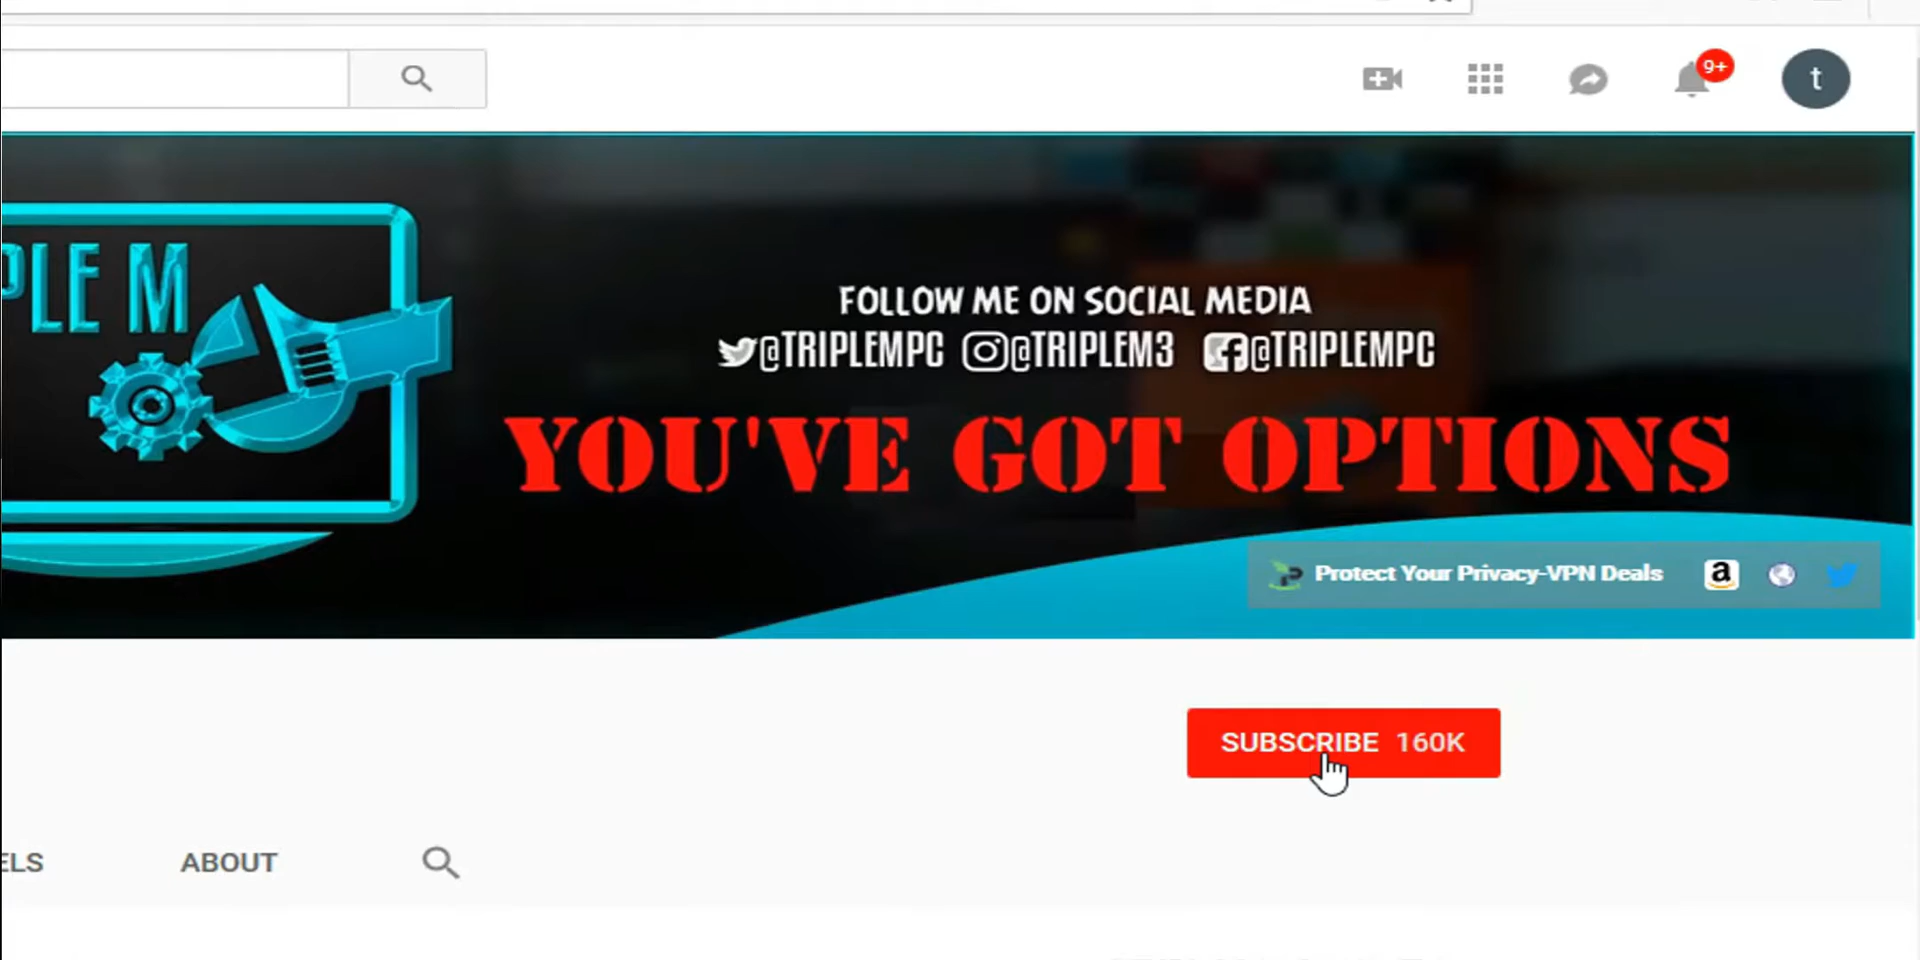 9+
t
PLE M
FOLLOW ME ON SOCIAL MEDIA
@TRIPLEMPC @TRIPLEM3 @TRIPLEMPC
YOU'VE GOT OPTIONS
Protect Your Privacy-VPN Deals
SUBSCRIBE 160K
ELS ABOUT